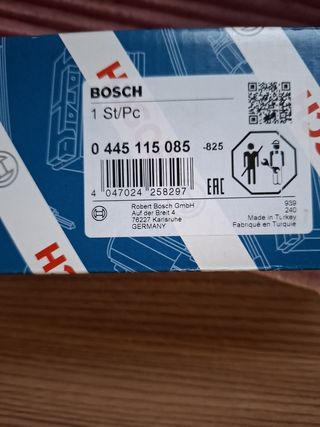 BOSCH
1 St/Pc
0 445 115 085 -825
4 047024 258297
EAC
Robert Bosch GmbH
Auf der Breit 4
76227 Karlsruhe
GERMANY
939
240
Made in Turkey
Fabriqué en Turquie